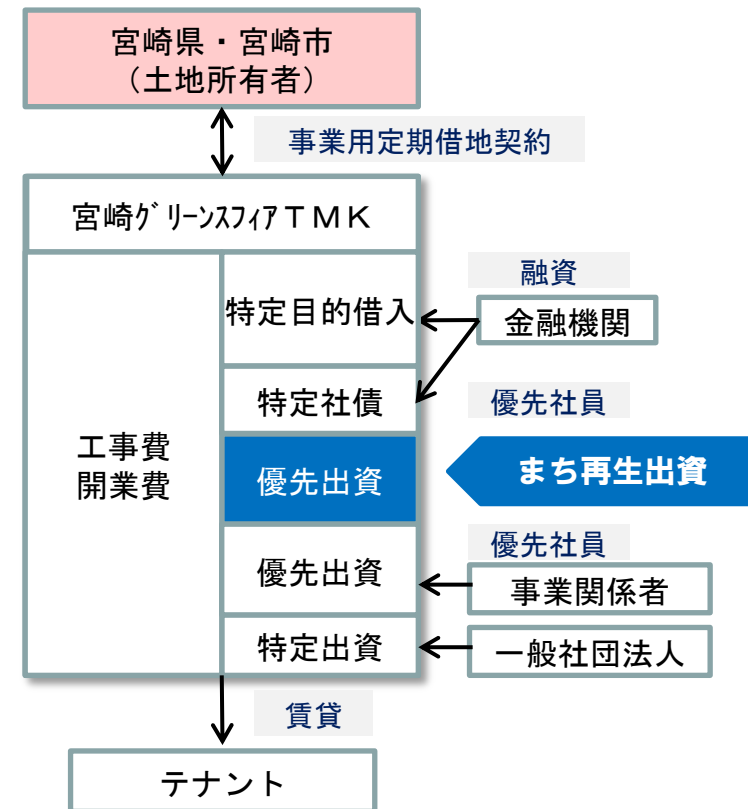 宮崎県・宮崎市
（土地所有者）
事業用定期借地契約
宮崎ｸﾞﾘｰﾝｽﾌｨｱＴＭＫ
融資
特定目的借入
金融機関
特定社債
優先社員
工事費
開業費
優先出資
まち再生出資
優先社員
優先出資
事業関係者
特定出資
一般社団法人
賃貸
テナント